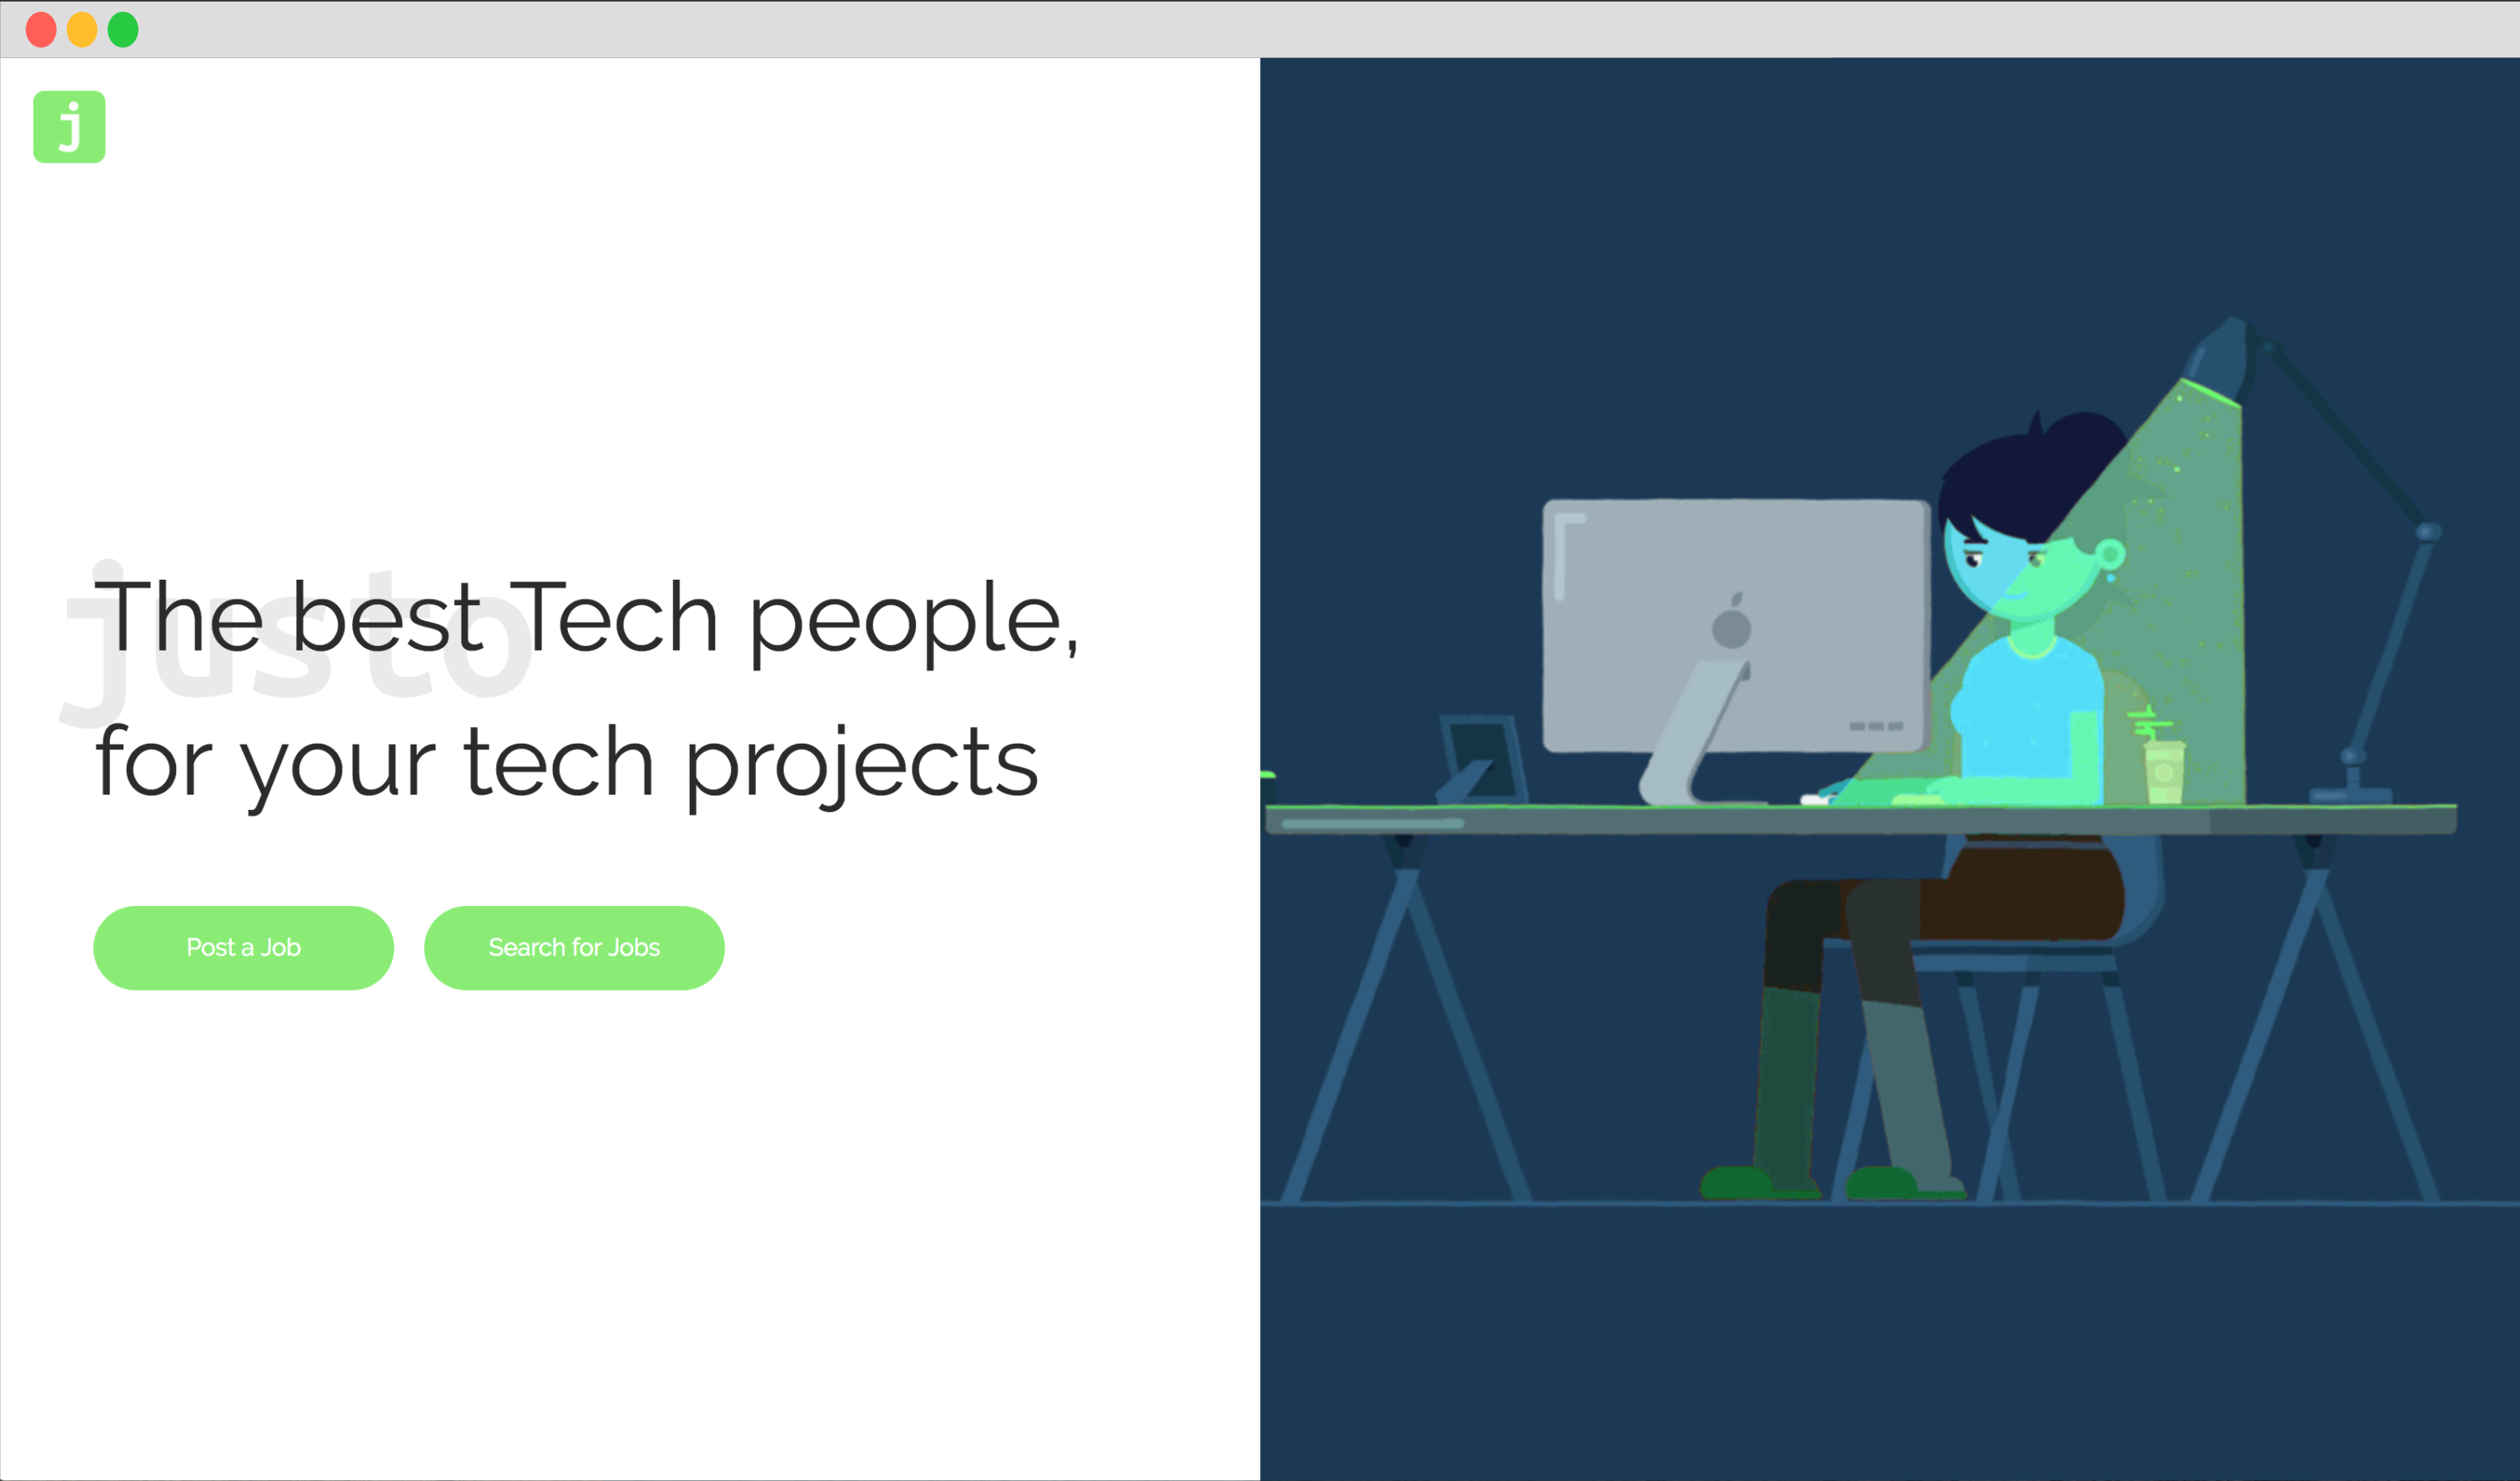 j
justo
The best Tech people,
for your tech projects
Post a Job
Search for Jobs